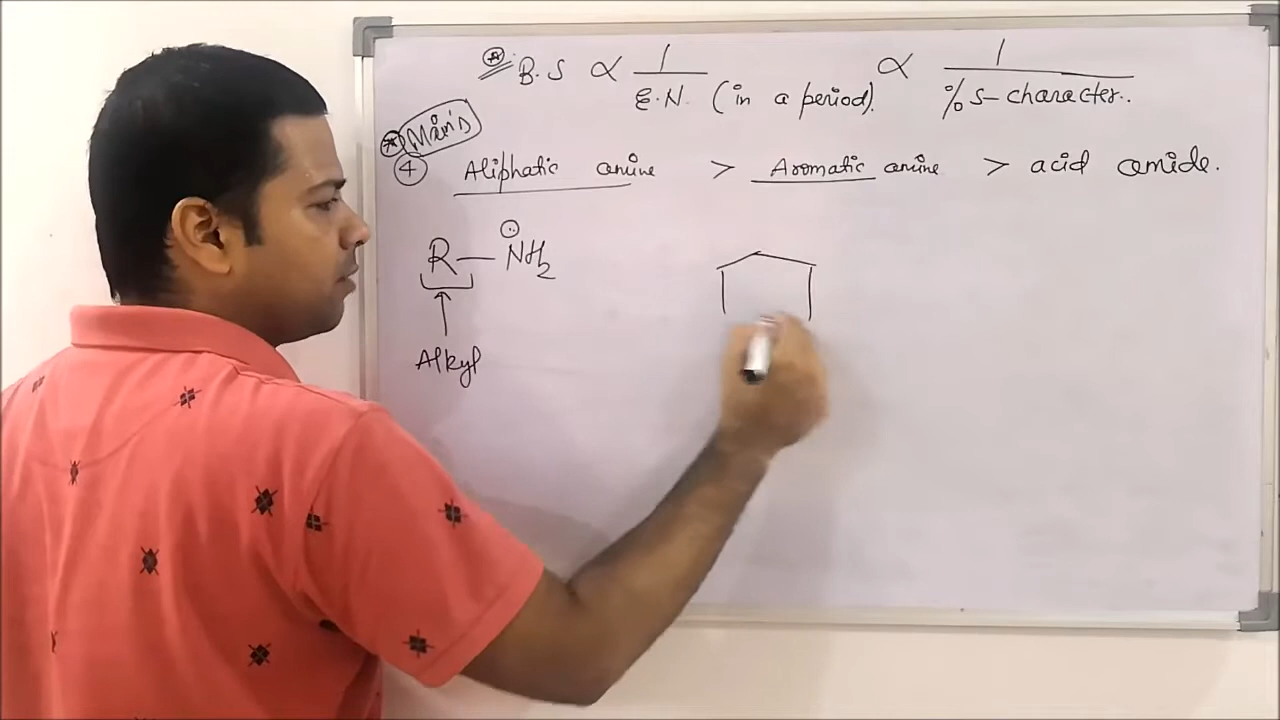 B.S ∝ 1/E.N. (in a period). ∝ 1/% s-character..
Main's
④ Aliphatic amine > Aromatic amine > acid amide.
R—NH₂
Alkyl